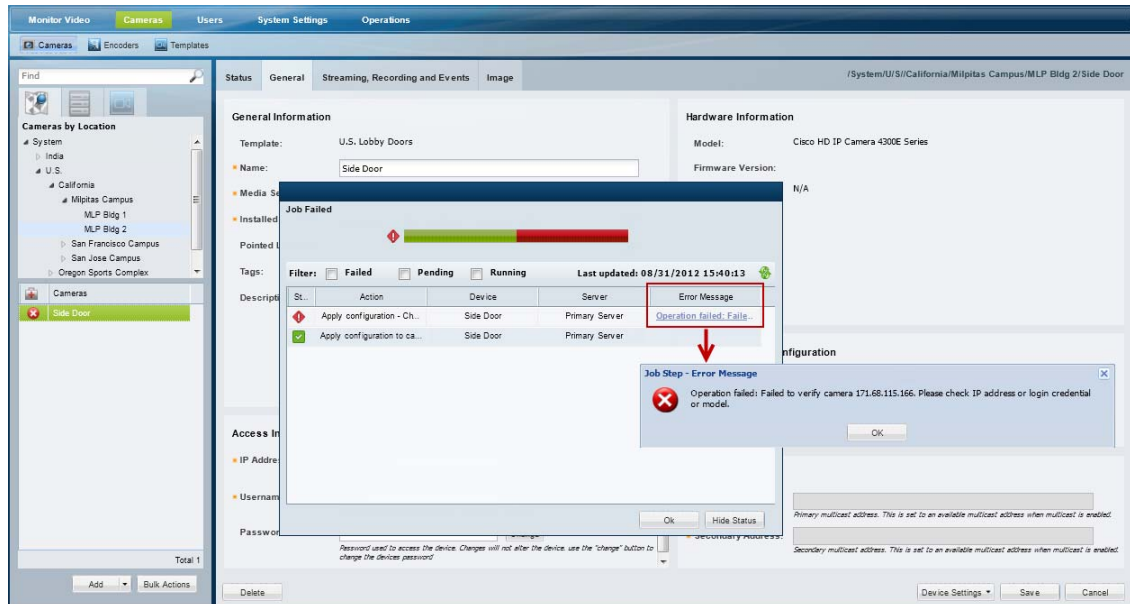 Monitor Video Cameras Users System Settings Operations
Cameras Encoders Templates
Find
Cameras by Location
System
India
U.S.
California
Milpitas Campus
MLP Bldg 1
MLP Bldg 2
San Francisco Campus
San Jose Campus
Oregon Sports Complex
Cameras
Side Door
Total 1
Add Bulk Actions
Status General Streaming, Recording and Events Image
/System/U/S//California/Milpitas Campus/MLP Bldg 2/Side Door
General Information
Template: U.S. Lobby Doors
* Name: Side Door
* Media Se
* Installed
Pointed L
Tags:
Descripti
Access In
* IP Addre
* Usernam
Passwor
Password used to access the device. Changes will not alter the device. use the "change" button to
change the devices password
Hardware Information
Model: Cisco HD IP Camera 4300E Series
Firmware Version:
N/A
Job Failed
Filter: Failed Pending Running Last updated: 08/31/2012 15:40:13
St.. Action Device Server Error Message
Apply configuration - Ch... Side Door Primary Server Operation failed: Faile...
Apply configuration to ca... Side Door Primary Server
Ok Hide Status
nfiguration
Job Step - Error Message
Operation failed: Failed to verify camera 171.68.115.166. Please check IP address or login credential
or model.
OK
Primary multicast address. This is set to an available multicast address when multicast is enabled.
* Secondary Address:
Secondary multicast address. This is set to an available multicast address when multicast is enabled.
Delete Device Settings Save Cancel